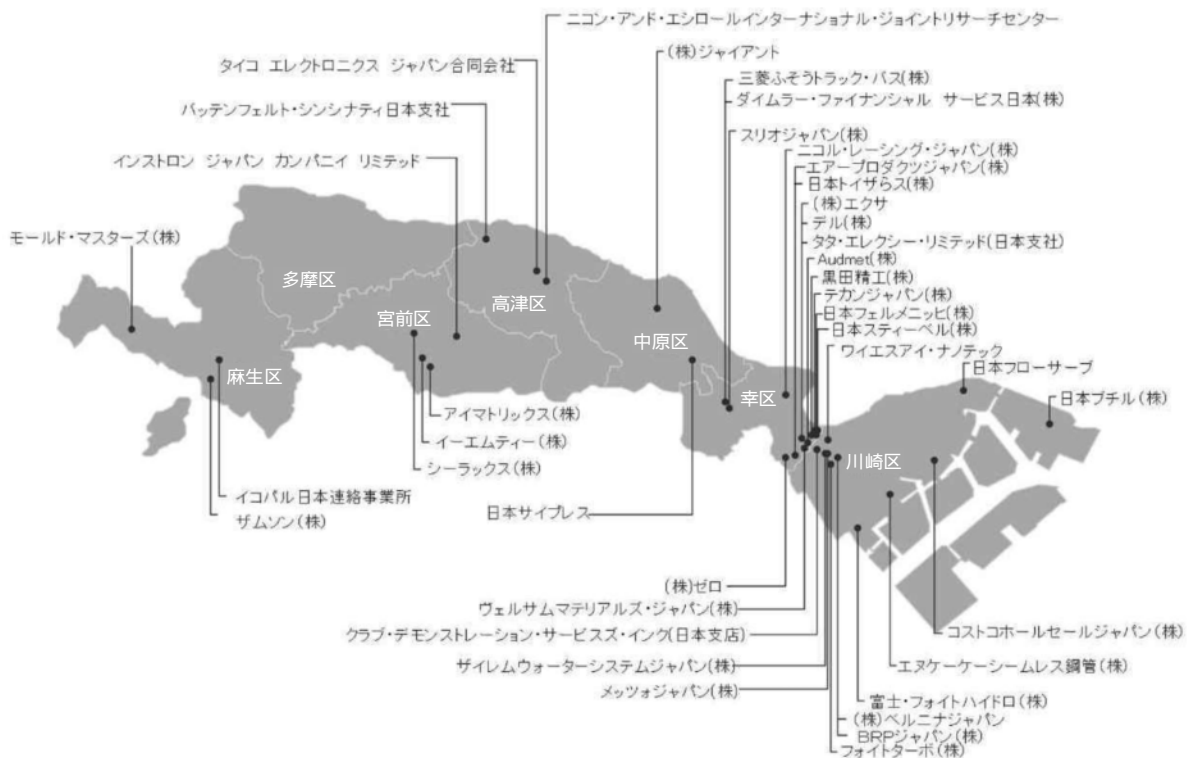 ニコン・アンド・エシロールインターナショナル・ジョイントリサーチセンター
タイコ エレクトロニクス ジャパン合同会社
(株)ジャイアント
バッテンフェルト・シンシナティ日本支社
三菱ふそうトラック・バス(株)
ダイムラー・ファイナンシャル サービス日本(株)
インストロン ジャパン カンパニイ リミテッド
スリオジャパン(株)
ニコル・レーシング・ジャパン(株)
エアープロダクツジャパン(株)
日本トイザらス(株)
(株)エクサ
デル(株)
タタ・エレクシー・リミテッド(日本支社)
Audmet(株)
黒田精工(株)
テカンジャパン(株)
日本フェルメニッヒ(株)
日本スティーベル(株)
ワイエスアイ・ナノテック
日本フローサーブ
日本ブチル(株)
モールド・マスターズ(株)
多摩区
高津区
宮前区
中原区
麻生区
幸区
川崎区
アイマトリックス(株)
イーエムティー(株)
シーラックス(株)
イコパル日本連絡事業所
ザムソン(株)
日本サイプレス
(株)ゼロ
ヴェルサムマテリアルズ・ジャパン(株)
クラブ・デモンストレーション・サービスズ・インク(日本支店)
ザイレムウォーターシステムジャパン(株)
メッツォジャパン(株)
コストコホールセールジャパン(株)
エヌケーケーシームレス鋼管(株)
富士・フォイトハイドロ(株)
(株)ベルニナジャパン
BRPジャパン(株)
フォイトターボ(株)